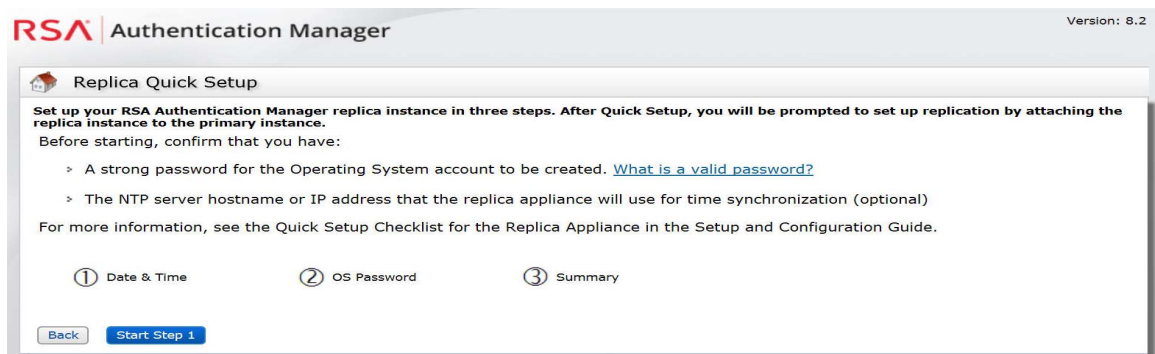 RSA Authentication Manager
Version: 8.2
Replica Quick Setup
Set up your RSA Authentication Manager replica instance in three steps. After Quick Setup, you will be prompted to set up replication by attaching the
replica instance to the primary instance.
Before starting, confirm that you have:
A strong password for the Operating System account to be created. What is a valid password?
The NTP server hostname or IP address that the replica appliance will use for time synchronization (optional)
For more information, see the Quick Setup Checklist for the Replica Appliance in the Setup and Configuration Guide.
① Date & Time ② OS Password ③ Summary
Back Start Step 1